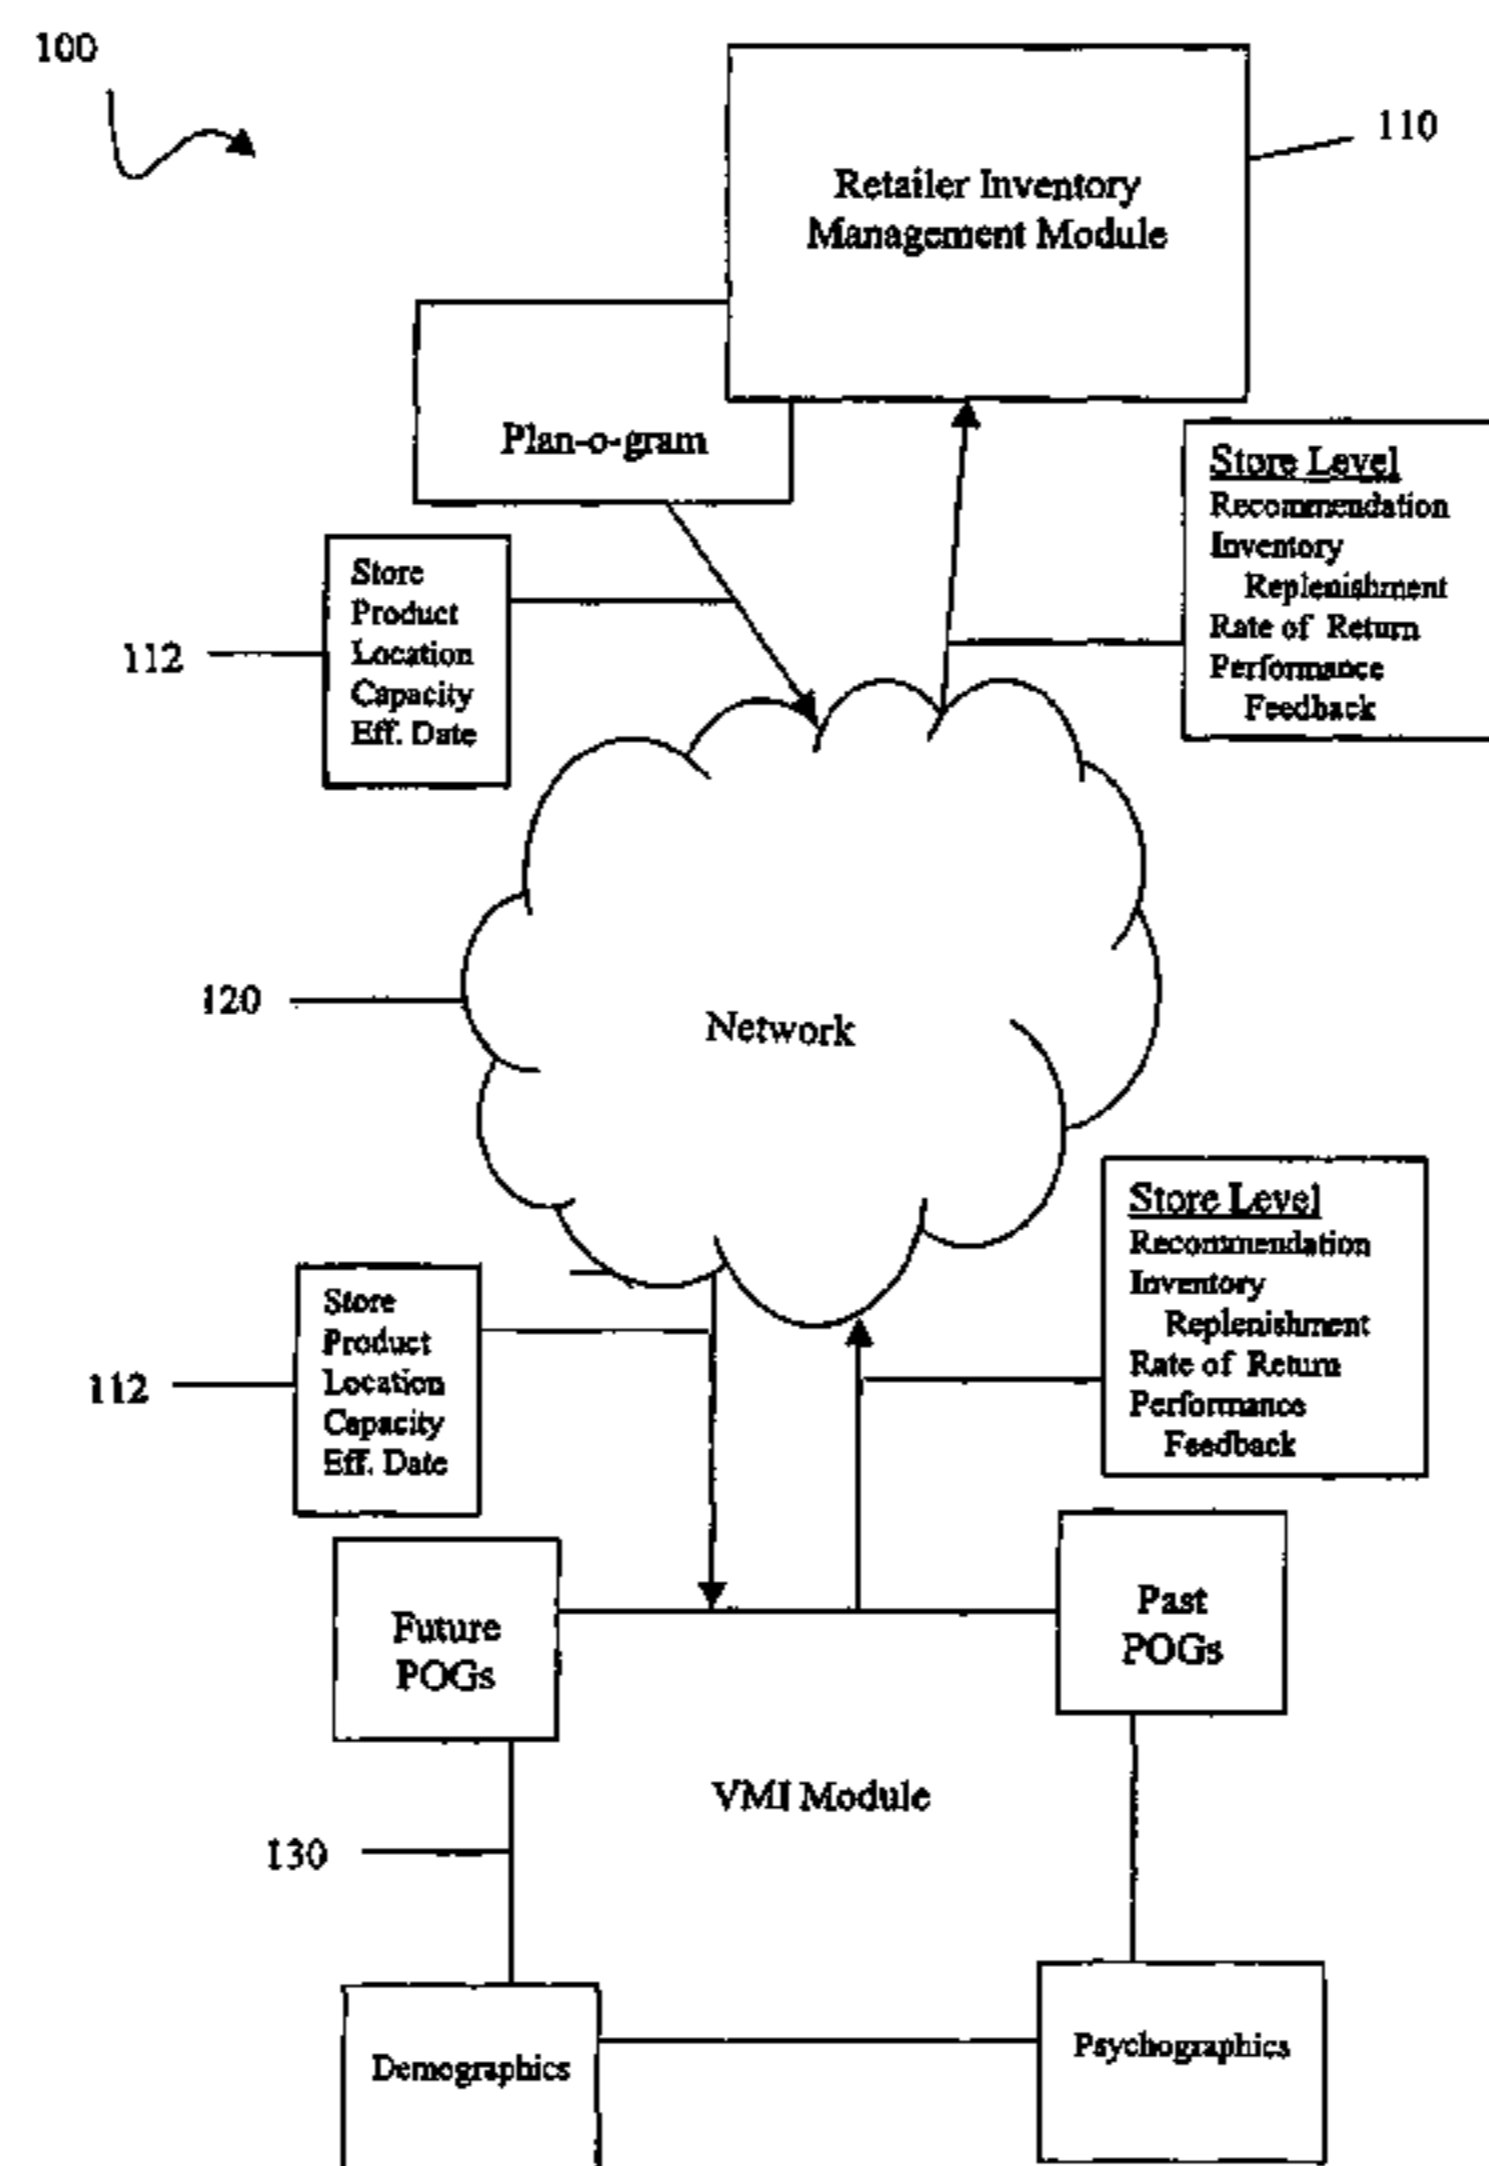 100
110
Retailer Inventory
Management Module
Plan-o-gram
Store Level
Recommendation
Inventory
Replenishment
Rate of Return
Performance
Feedback
112
Store
Product
Location
Capacity
Eff. Date
120
Network
Store Level
Recommendation
Inventory
Replenishment
Rate of Return
Performance
Feedback
112
Store
Product
Location
Capacity
Eff. Date
Future
POGs
Past
POGs
VMI Module
130
Demographics
Psychographics